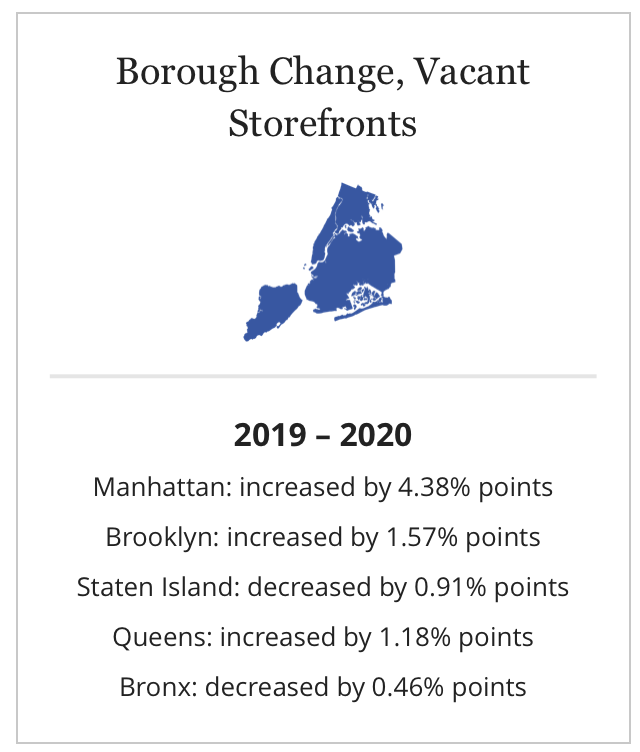 Borough Change, Vacant
Storefronts
2019 – 2020
Manhattan: increased by 4.38% points
Brooklyn: increased by 1.57% points
Staten Island: decreased by 0.91% points
Queens: increased by 1.18% points
Bronx: decreased by 0.46% points